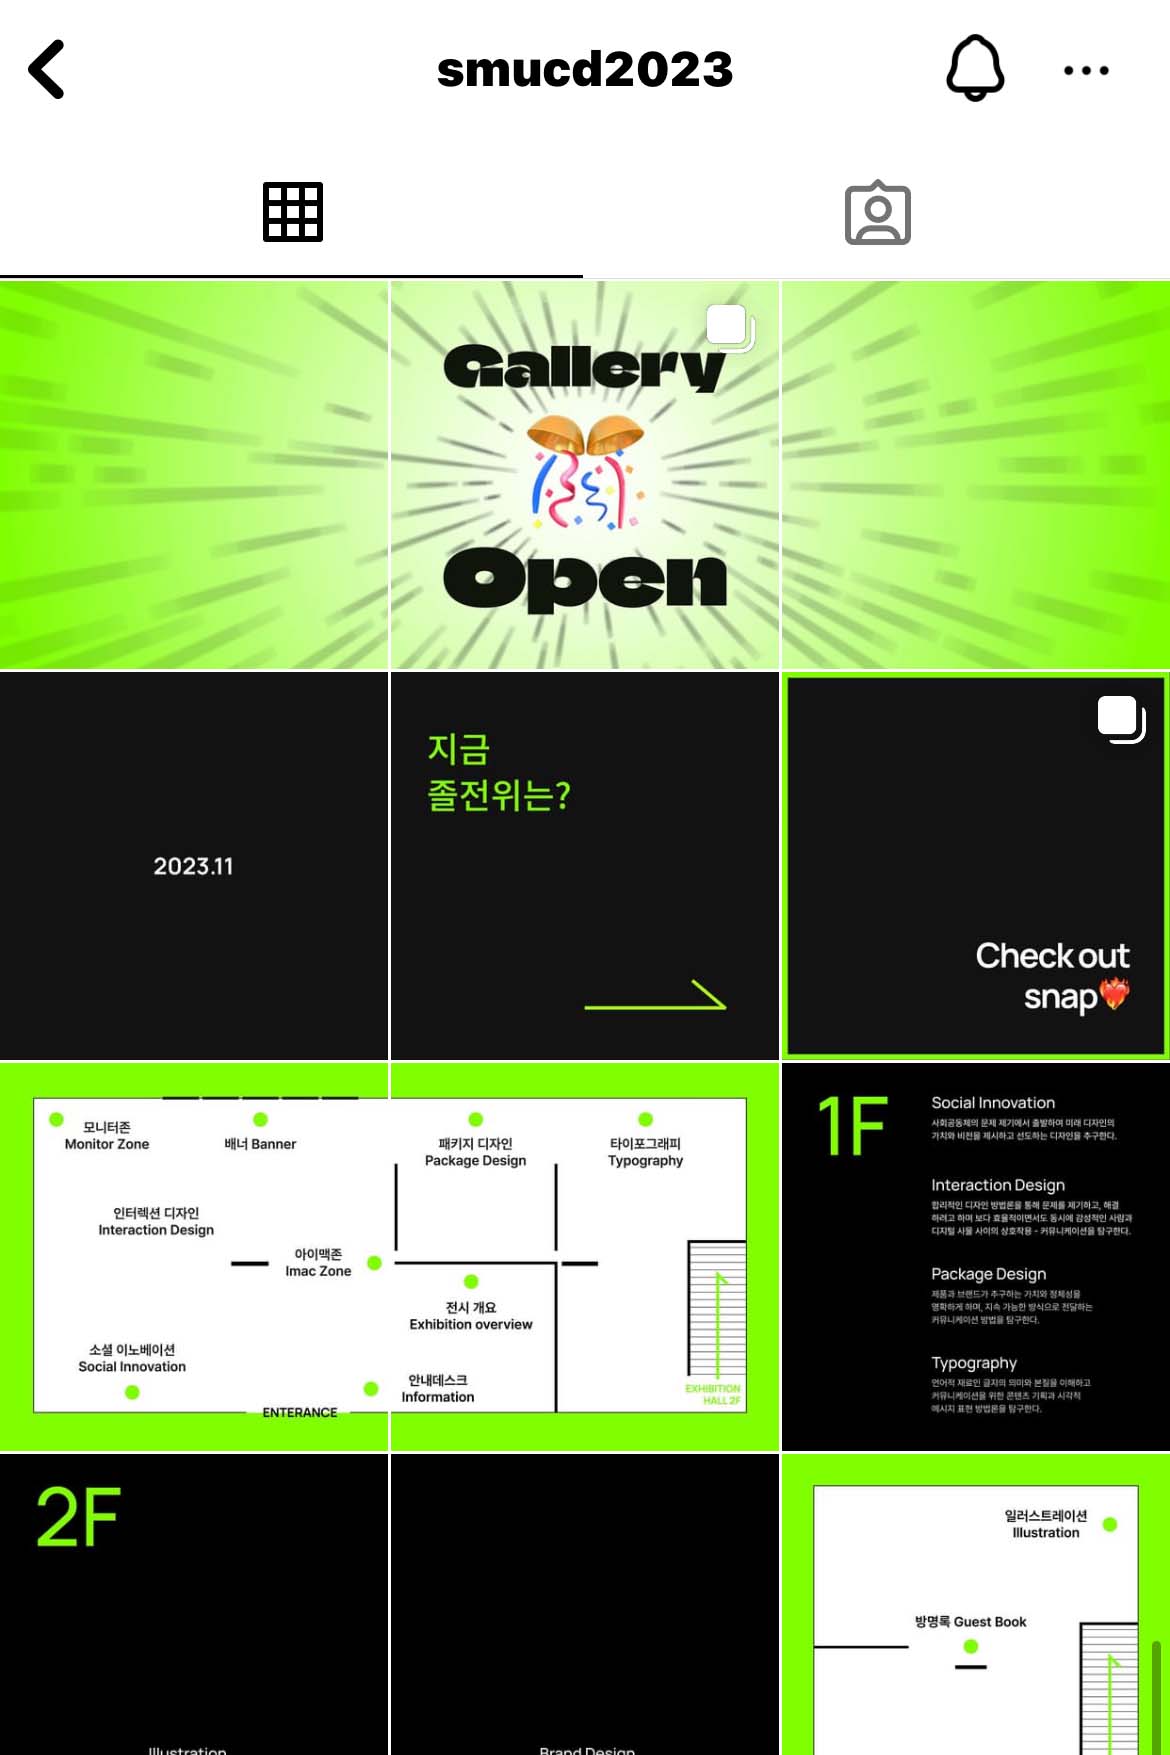 smucd2023
Gallery
Open
2023.11
지금
졸전위는?
Check out
snap
모니터존
Monitor Zone
배너 Banner
인터렉션 디자인
Interaction Design
아이맥존
Imac Zone
소셜 이노베이션
Social Innovation
ENTERANCE
패키지 디자인
Package Design
타이포그래피
Typography
전시 개요
Exhibition overview
안내데스크
Information
EXHIBITION
HALL 2F
1F
Social Innovation
사회공동체의 문제 제기에서 출발하여 미래 디자인의
가치와 비전을 제시하고 선도하는 디자인을 추구한다.
Interaction Design
합리적인 디자인 방법론을 통해 문제를 제기하고, 해결
하려고 하며 보다 효율적이면서도 동시에 감성적인 사람과
디지털 사물 사이의 상호작용 - 커뮤니케이션을 탐구한다.
Package Design
제품과 브랜드가 추구하는 가치와 정체성을
명확하게 하며, 지속 가능한 방식으로 전달하는
커뮤니케이션 방법을 탐구한다.
Typography
언어적 재료인 글자의 의미와 본질을 이해하고
커뮤니케이션을 위한 콘텐츠 기획과 시각적
메시지 표현 방법론을 탐구한다.
2F
Illustration
Brand Design
일러스트레이션
Illustration
방명록 Guest Book